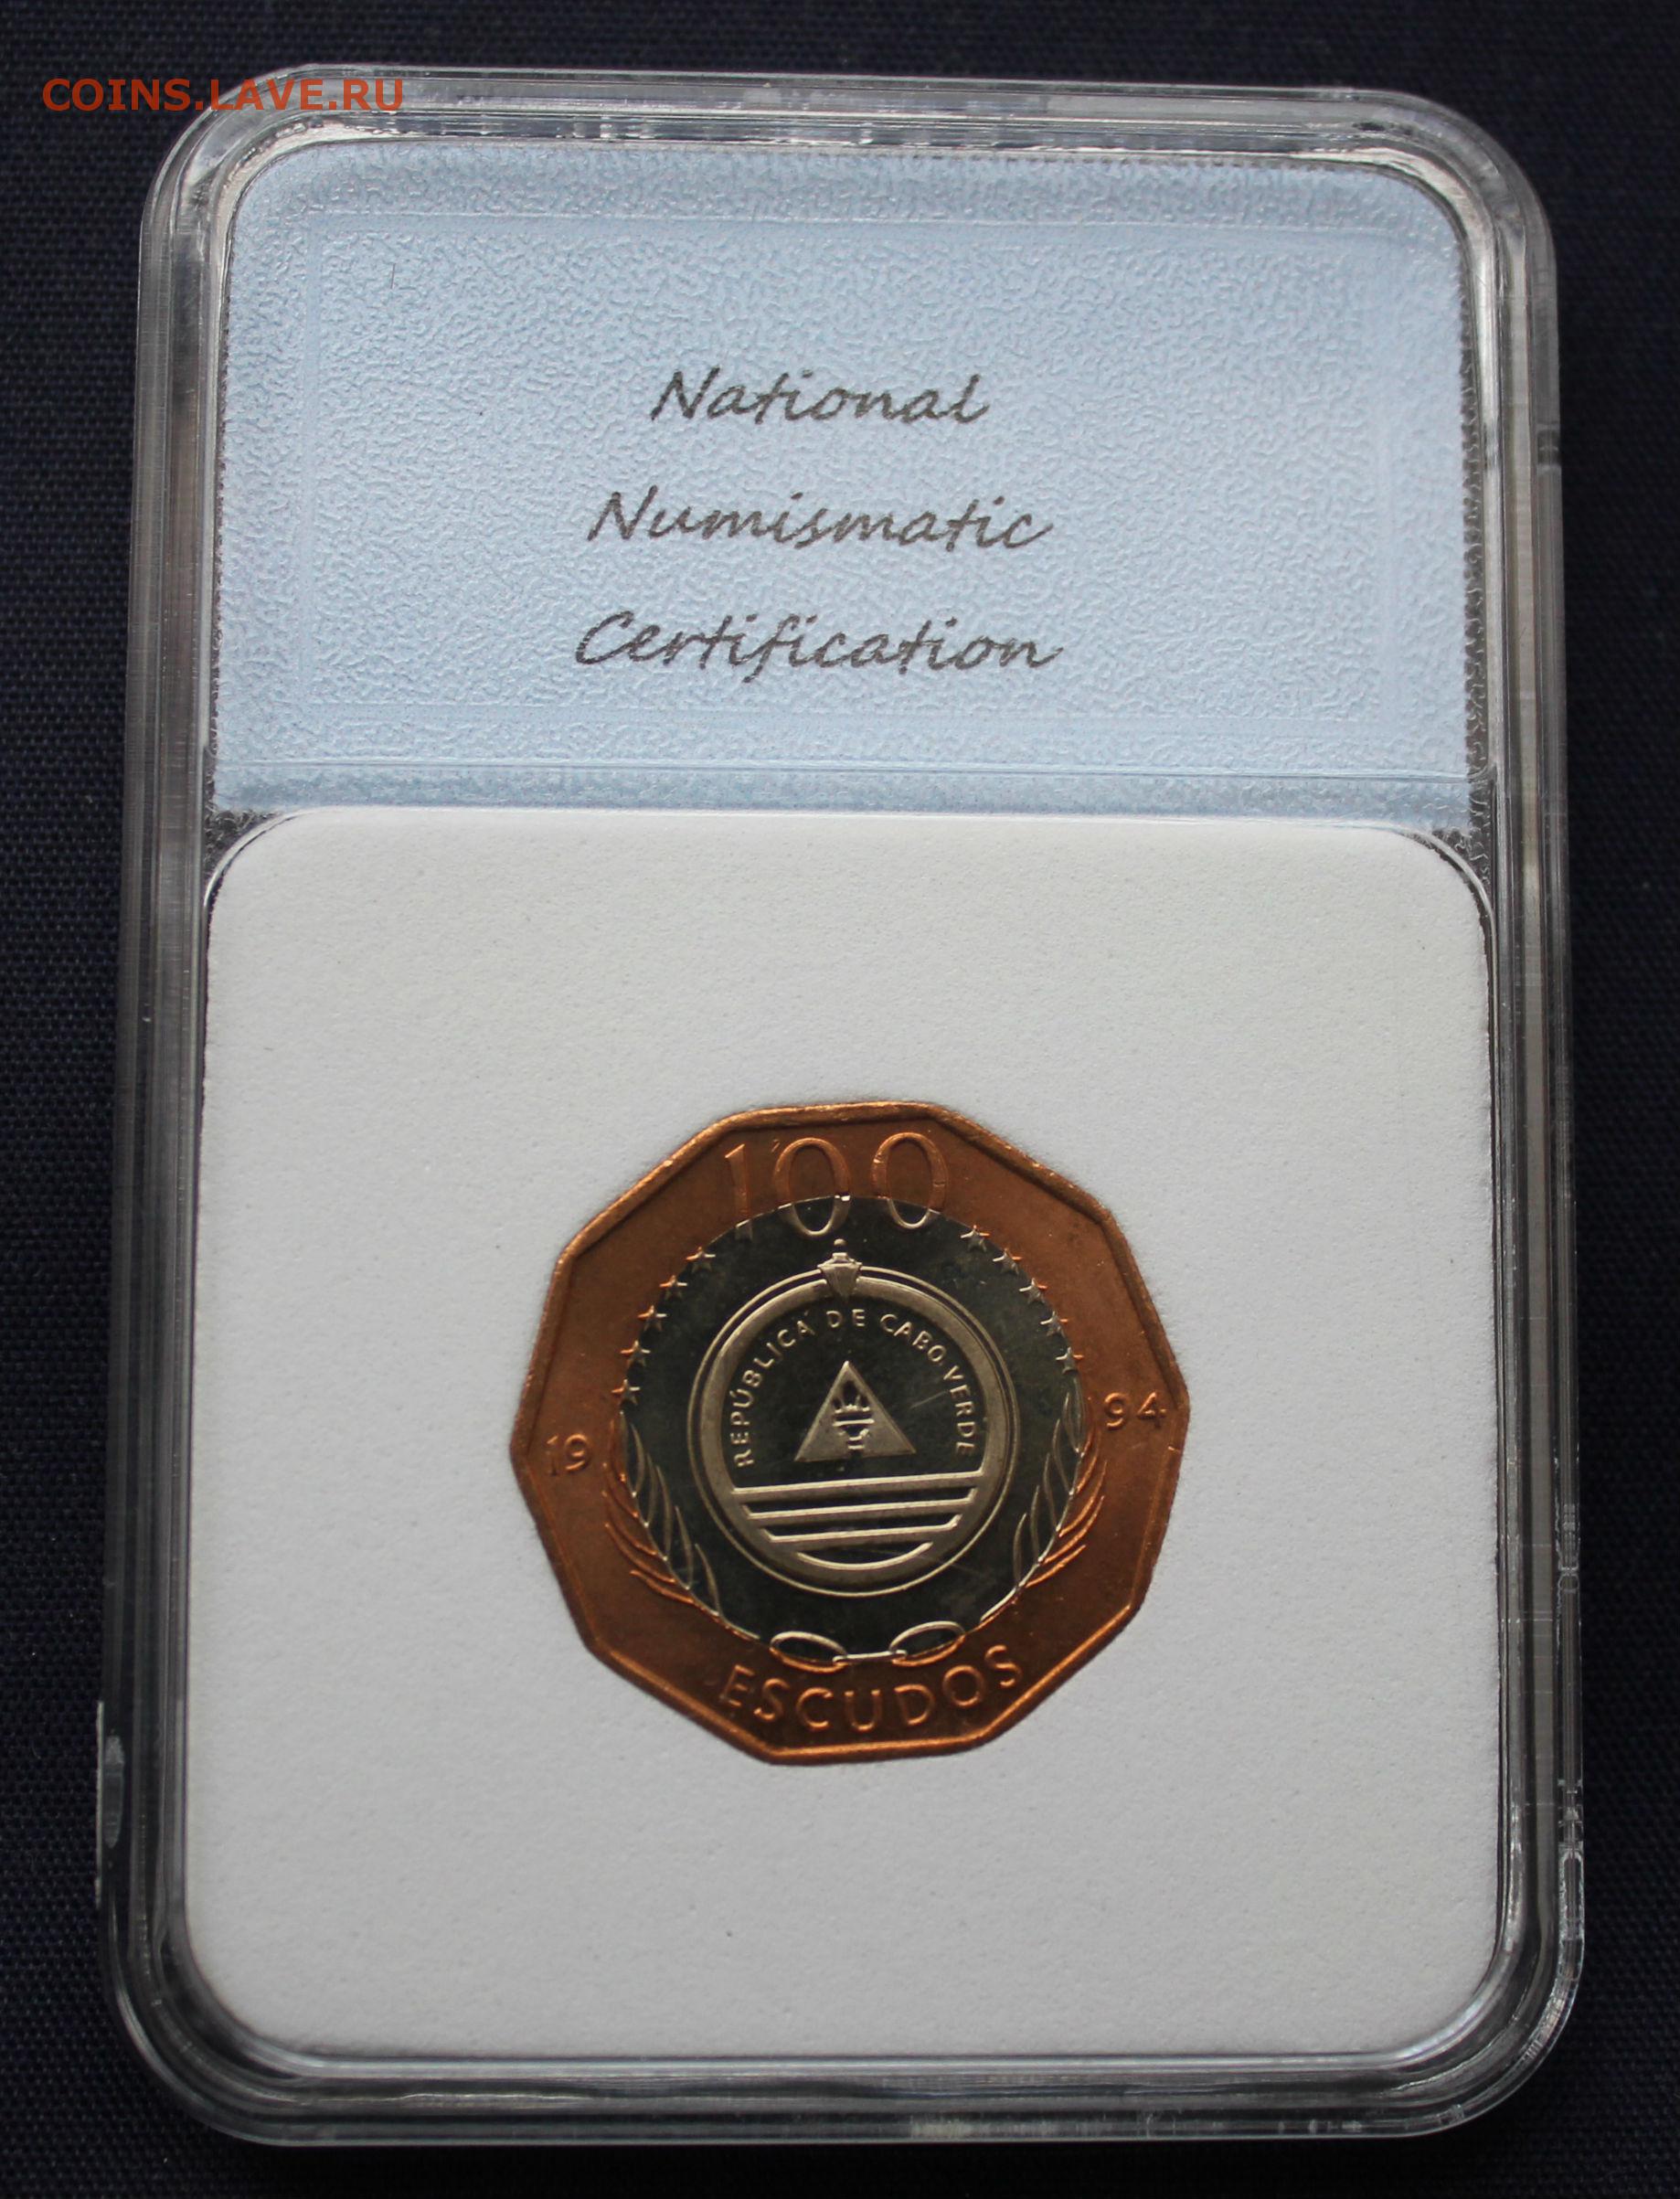 COINS.LAVE.RU
National
Numismatic
Certification
100
REPÚBLICA DE CABO VERDE
19 94
ESCUDOS